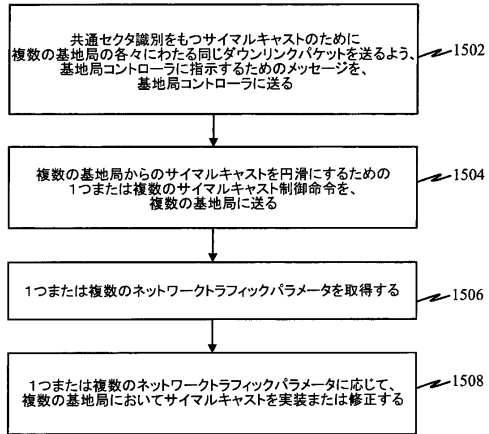 共通セクタ識別をもつサイマルキャストのために
複数の基地局の各々にわたる同じダウンリンクパケットを送るよう、
基地局コントローラに指示するためのメッセージを、
基地局コントローラに送る
1502
複数の基地局からのサイマルキャストを円滑にするための
1つまたは複数のサイマルキャスト制御命令を、
複数の基地局に送る
1504
1つまたは複数のネットワークトラフィックパラメータを取得する
1506
1つまたは複数のネットワークトラフィックパラメータに応じて、
複数の基地局においてサイマルキャストを実装または修正する
1508